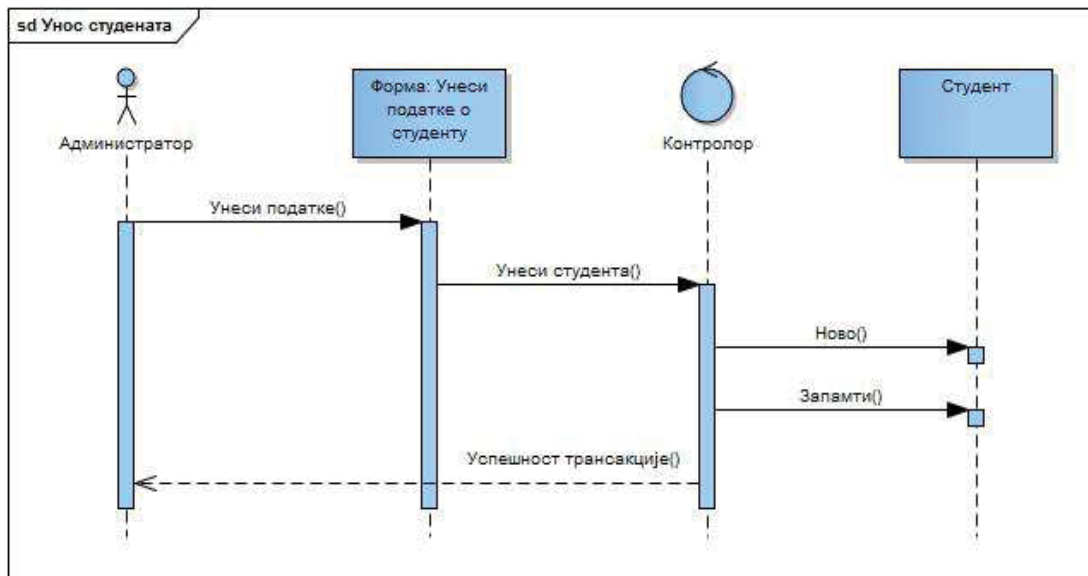 sd Унос студената
Администратор
Форма: Унеси
податке о
студенту
Контролор
Студент
Унеси податке()
Унеси студента()
Ново()
Запамти()
Успешност трансакције()